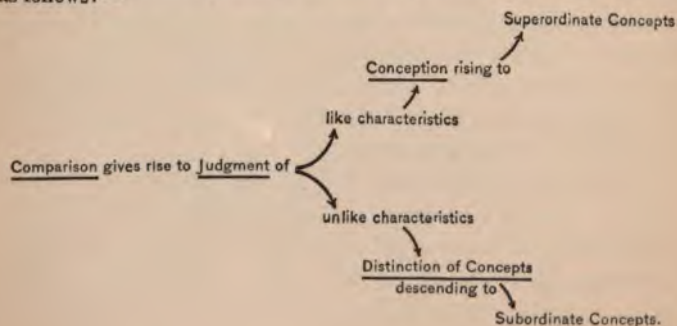 Superordinate Concepts
Conception rising to
like characteristics
Comparison gives rise to Judgment of
unlike characteristics
Distinction of Concepts
descending to
Subordinate Concepts.